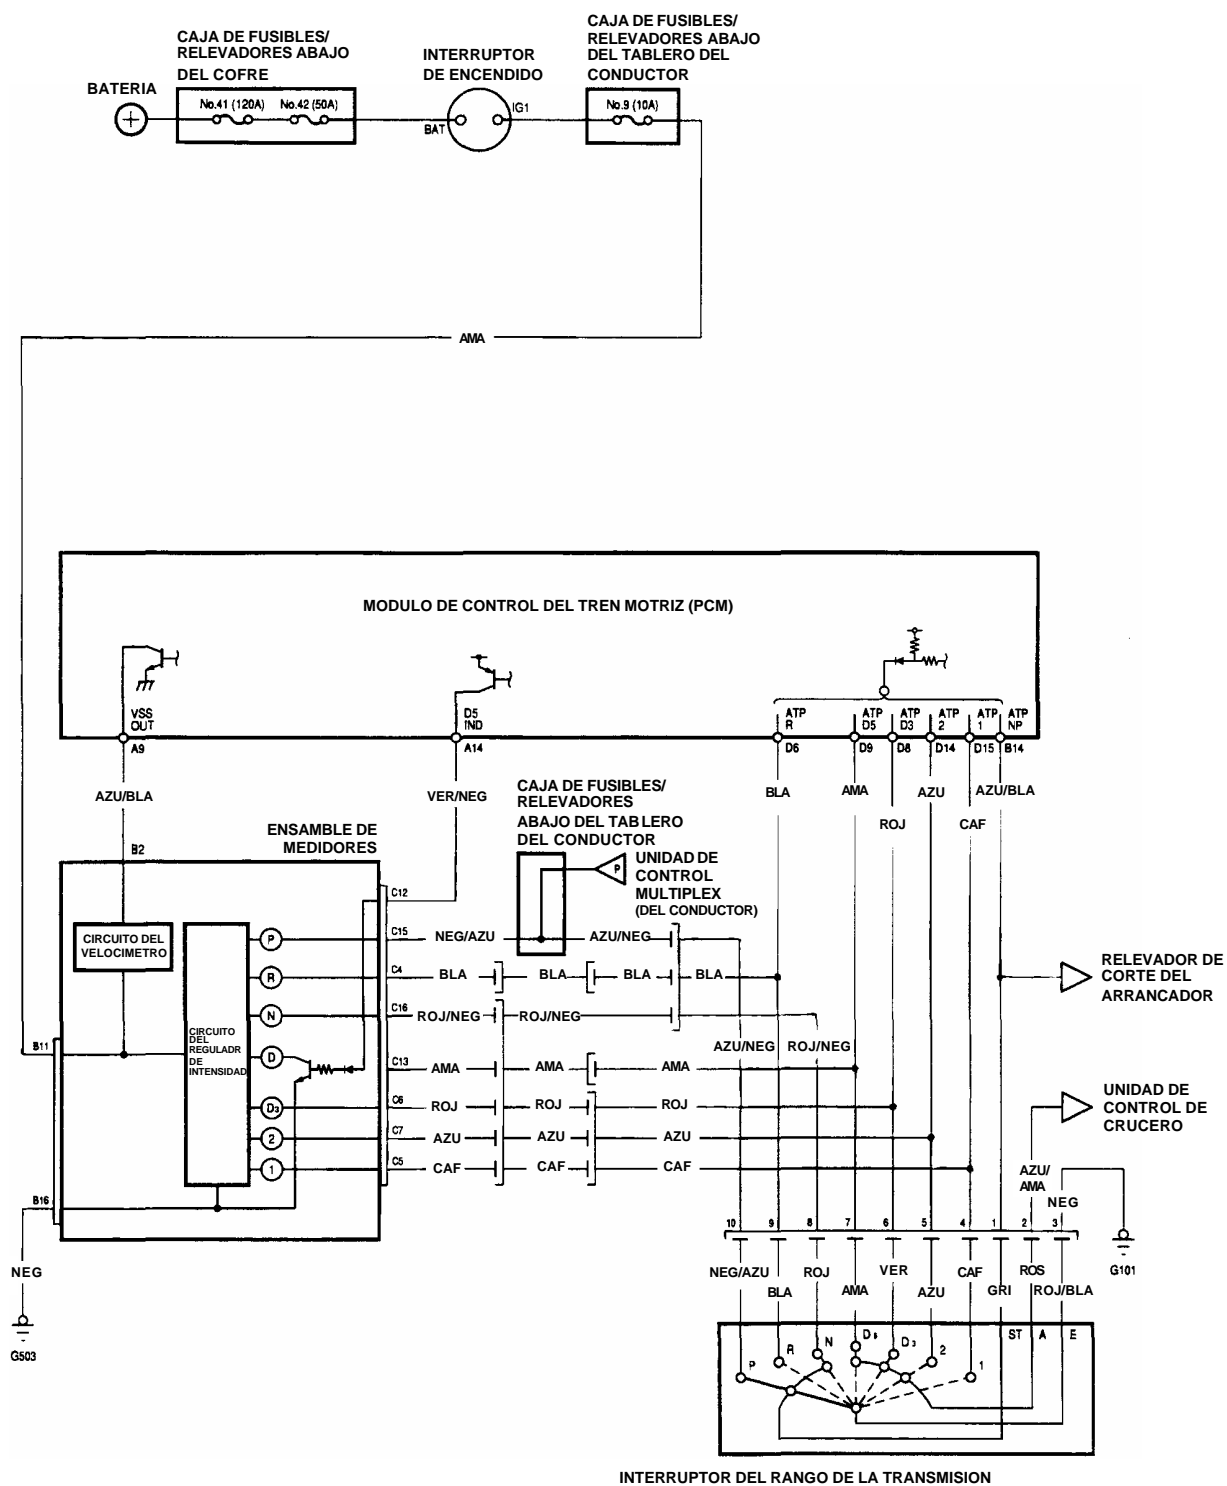 CAJA DE FUSIBLES/
RELEVADORES ABAJO
DEL COFRE
INTERRUPTOR
DE ENCENDIDO
CAJA DE FUSIBLES/
RELEVADORES ABAJO
DEL TABLERO DEL
CONDUCTOR
BATERIA
No.41 (120A) No.42 (50A)
BAT
IG1
No.9 (10A)
AMA
MODULO DE CONTROL DEL TREN MOTRIZ (PCM)
VSS
OUT
D5
IND
ATP
R
ATP
D5
ATP
D3
ATP
2
ATP
1
ATP
NP
A9
A14
D6
D9
D8
D14
D15
B14
AZU/BLA
VER/NEG
BLA
AMA
ROJ
AZU
CAF
AZU/BLA
CAJA DE FUSIBLES/
RELEVADORES
ABAJO DEL TABLERO
DEL CONDUCTOR
ENSAMBLE DE
MEDIDORES
B2
P
UNIDAD DE
CONTROL
MULTIPLEX
(DEL CONDUCTOR)
CIRCUITO DEL
VELOCIMETRO
CIRCUITO
DEL
REGULADR
DE
INTENSIDAD
C12
P C15 NEG/AZU AZU/NEG
R C4 BLA BLA BLA BLA
N C16 ROJ/NEG ROJ/NEG
AZU/NEG ROJ/NEG
B11
D C13 AMA AMA AMA
D3 C6 ROJ ROJ ROJ
2 C7 AZU AZU AZU
1 C5 CAF CAF CAF
B16
RELEVADOR DE
CORTE DEL
ARRANCADOR
UNIDAD DE
CONTROL DE
CRUCERO
AZU/
AMA
NEG
NEG
G503
G101
10 9 8 7 6 5 4 1 2 3
NEG/AZU
BLA
ROJ
AMA
VER
AZU
CAF
GRI
ROS
ROJ/BLA
ST A E
P R N D D3 2 1
INTERRUPTOR DEL RANGO DE LA TRANSMISION